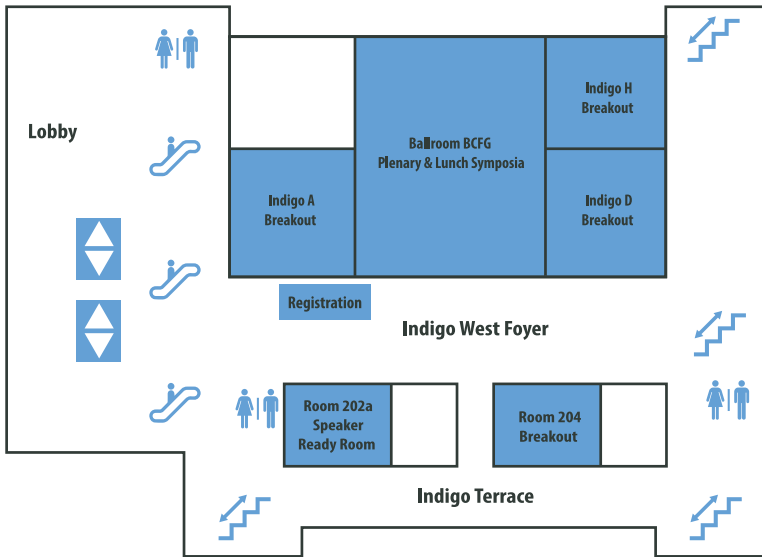 Lobby
Ballroom BCFG
Plenary & Lunch Symposia
Indigo H
Breakout
Indigo A
Breakout
Indigo D
Breakout
Registration
Indigo West Foyer
Room 202a
Speaker
Ready Room
Room 204
Breakout
Indigo Terrace